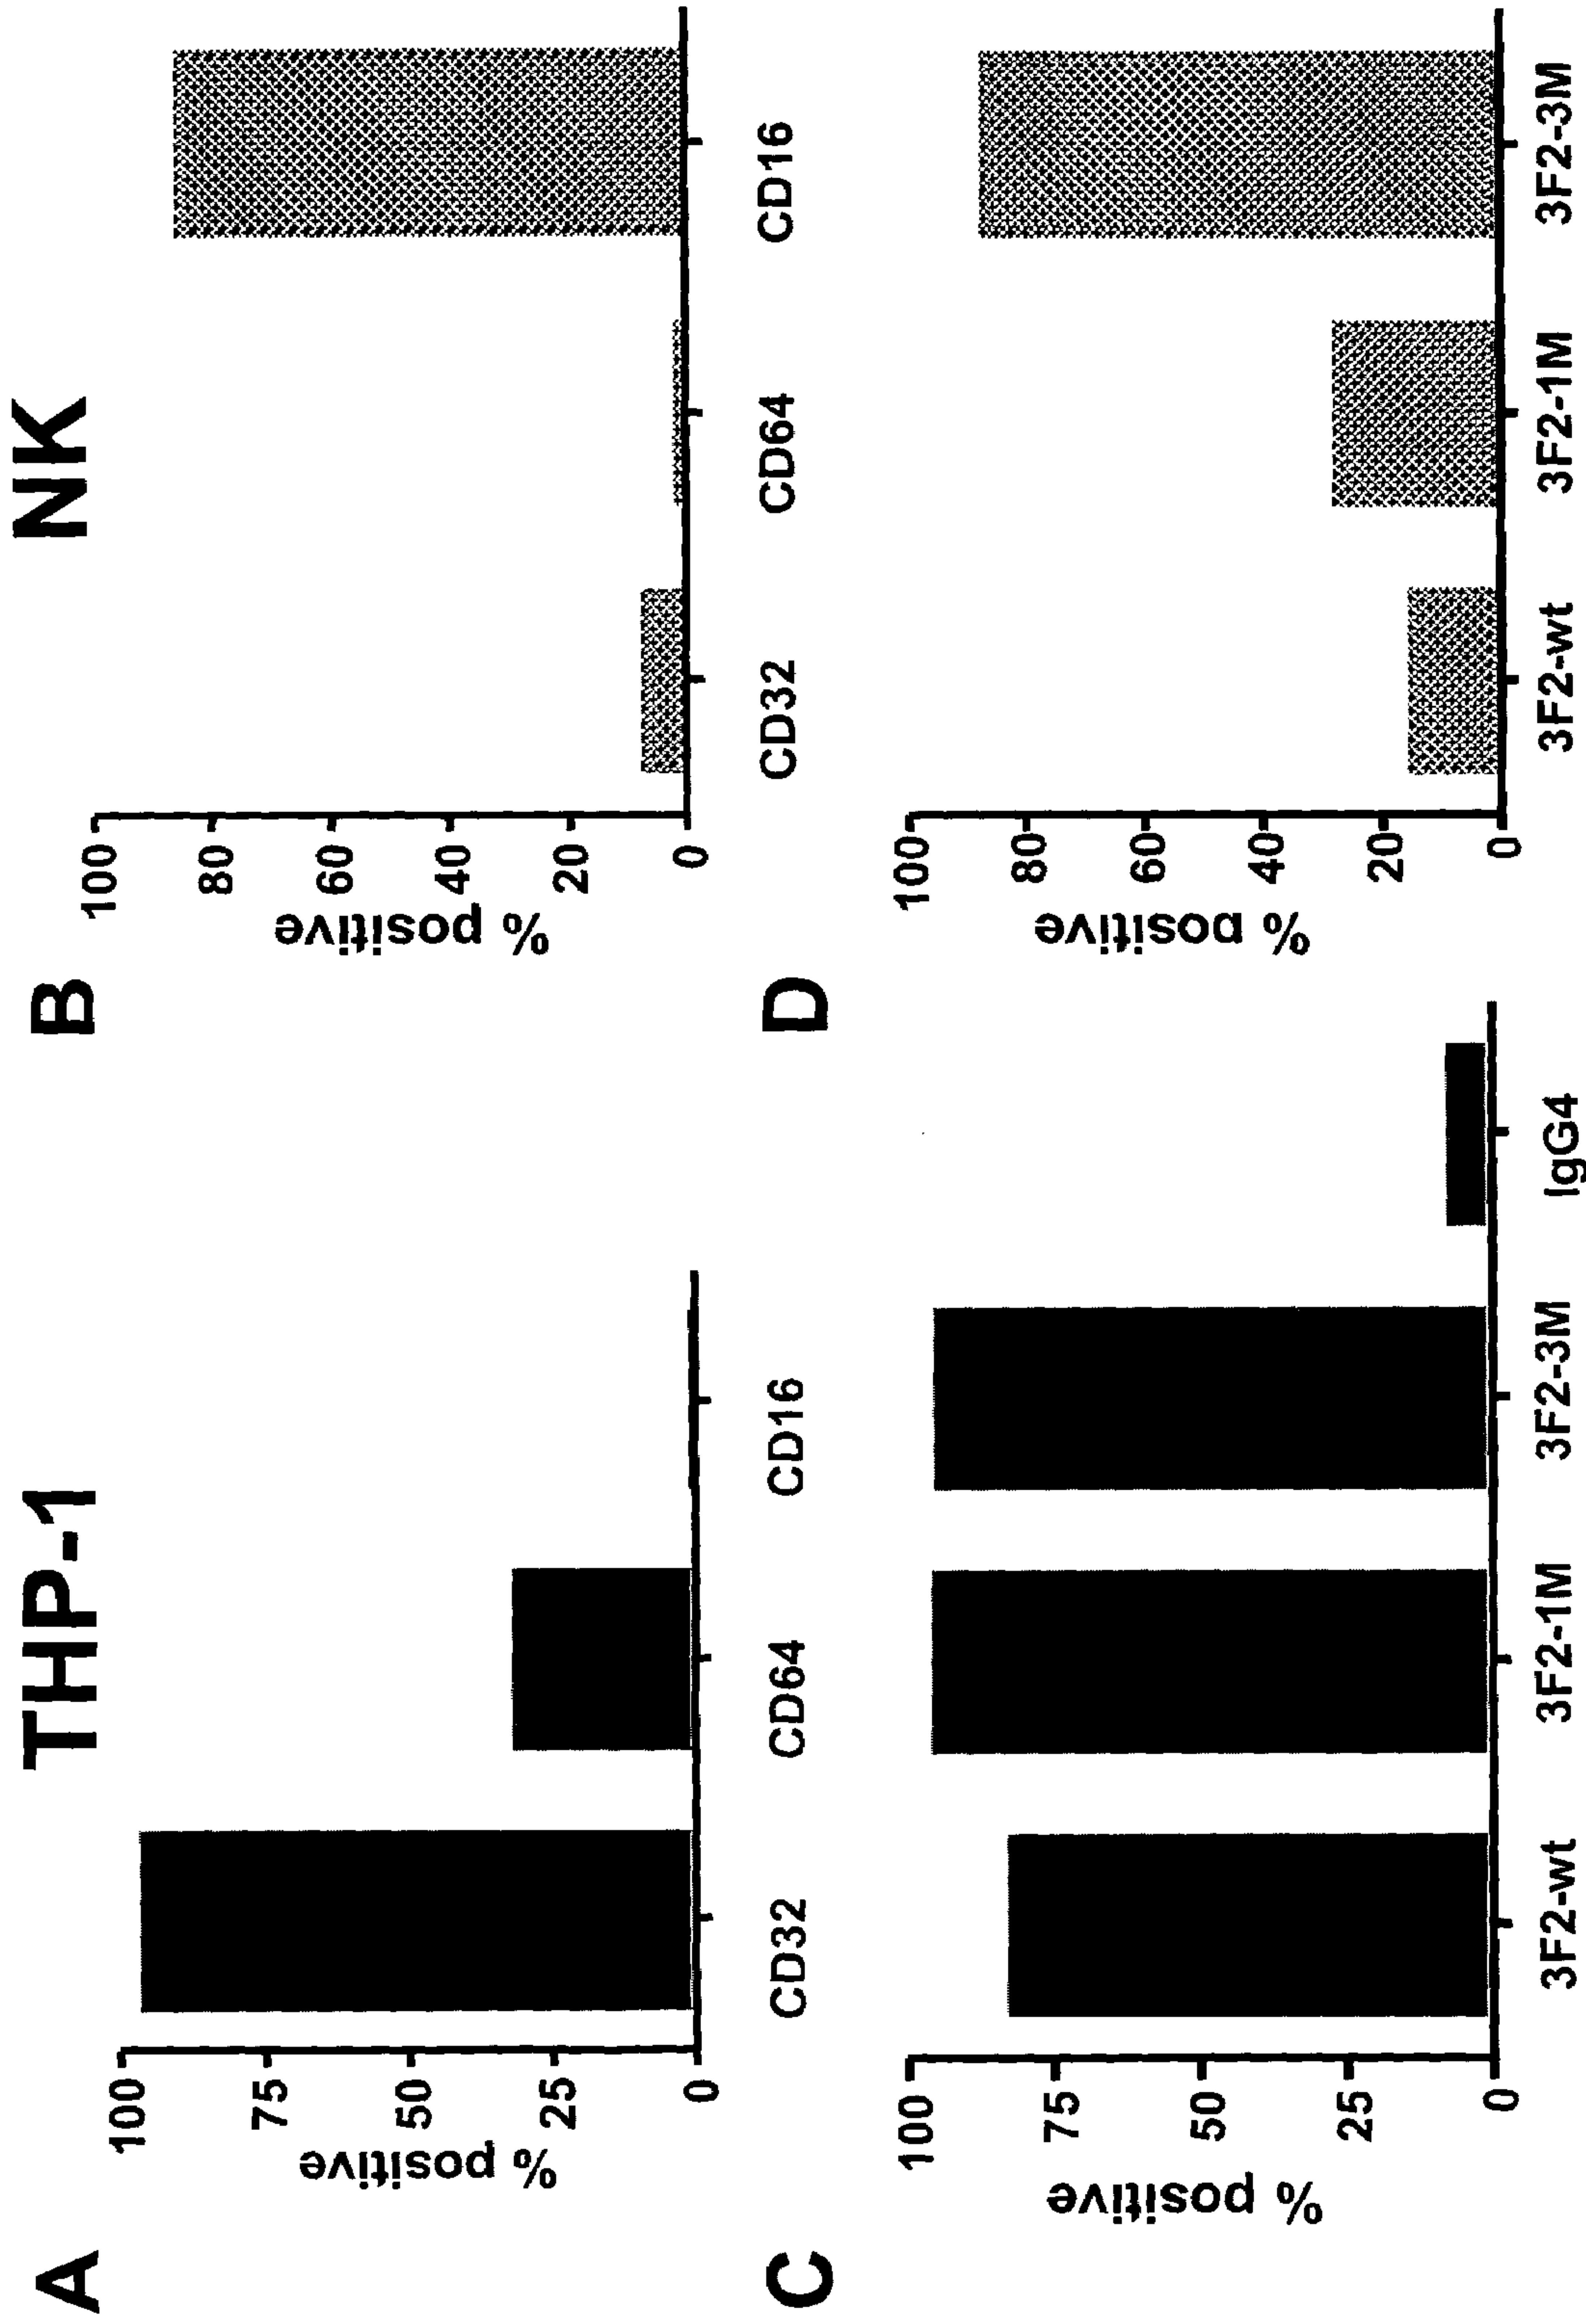 THP-1
NK
A
% positive
100
75
50
25
0
CD32
CD64
CD16
B
% positive
100
80
60
40
20
0
CD32
CD64
CD16
C
% positive
100
75
50
25
0
3F2-wt
3F2-1M
3F2-3M
IgG4
D
% positive
100
80
60
40
20
0
3F2-wt
3F2-1M
3F2-3M